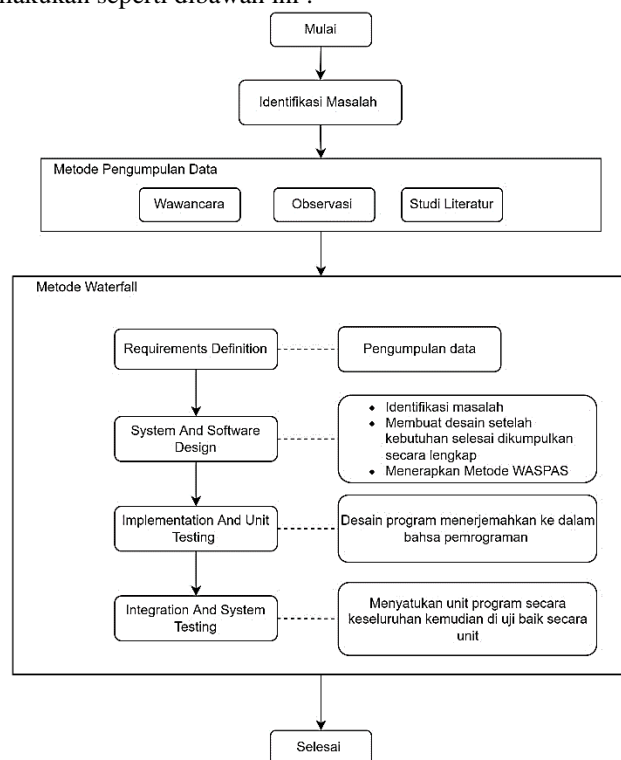 seperti dibawah ini :
Mulai
Identifikasi Masalah
Metode Pengumpulan Data
Wawancara
Observasi
Studi Literatur
Metode Waterfall
Requirements Definition
Pengumpulan data
System And Software
Design
Identifikasi masalah
Membuat desain setelah
kebutuhan selesai dikumpulkan
secara lengkap
Menerapkan Metode WASPAS
Implementation And Unit
Testing
Desain program menerjemahkan ke dalam
bahsa pemrograman
Integration And System
Testing
Menyatukan unit program secara
keseluruhan kemudian di uji baik secara
unit
Selesai